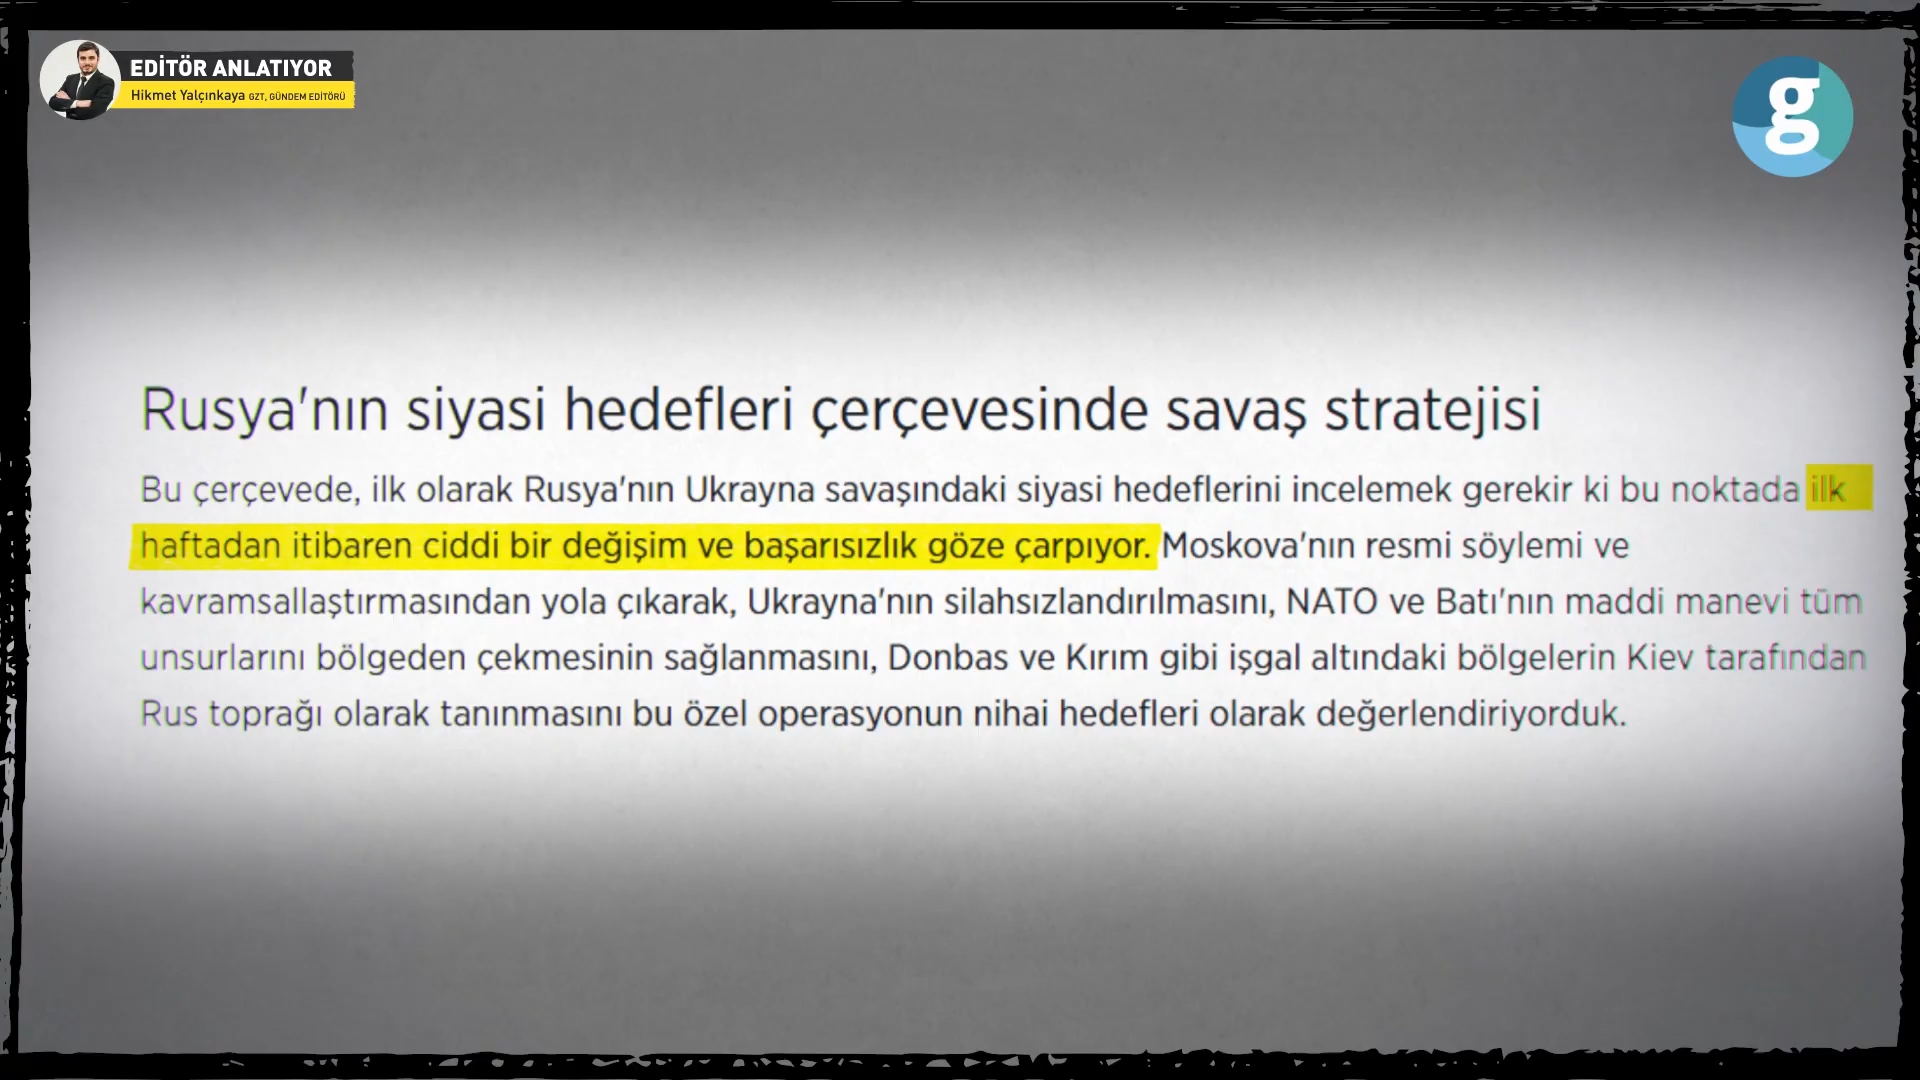 EDİTÖR ANLATIYOR
Hikmet Yalçınkaya GZT, GÜNDEM EDİTÖRÜ
g
Rusya'nın siyasi hedefleri çerçevesinde savaş stratejisi
Bu çerçevede, ilk olarak Rusya'nın Ukrayna savaşındaki siyasi hedeflerini incelemek gerekir ki bu noktada ilk
haftadan itibaren ciddi bir değişim ve başarısızlık göze çarpıyor. Moskova'nın resmi söylemi ve
kavramsallaştırmasından yola çıkarak, Ukrayna'nın silahsızlandırılmasını, NATO ve Batı'nın maddi manevi tüm
unsurlarını bölgeden çekmesinin sağlanmasını, Donbas ve Kırım gibi işgal altındaki bölgelerin Kiev tarafından
Rus toprağı olarak tanınmasını bu özel operasyonun nihai hedefleri olarak değerlendiriyorduk.